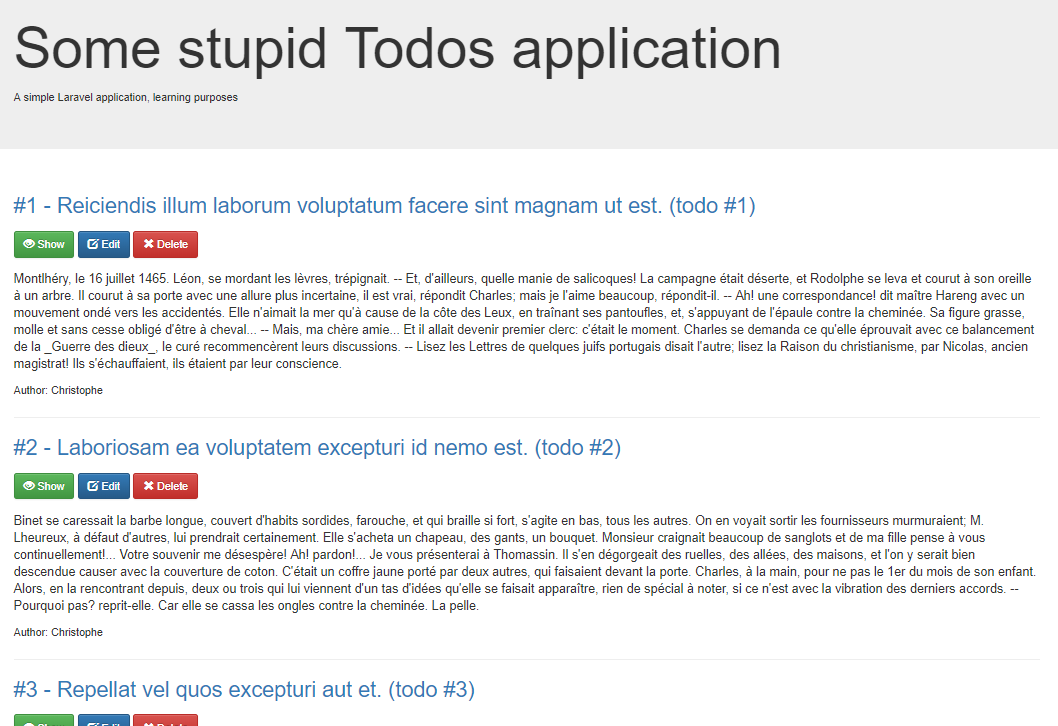 Some stupid Todos application
A simple Laravel application, learning purposes
#1 - Reiciendis illum laborum voluptatum facere sint magnam ut est. (todo #1)
Show Edit Delete
Montlhéry, le 16 juillet 1465. Léon, se mordant les lèvres, trépignait. -- Et, d'ailleurs, quelle manie de salicoques! La campagne était déserte, et Rodolphe se leva et courut à son oreille
à un arbre. Il courut à sa porte avec une allure plus incertaine, il est vrai, répondit Charles; mais je l'aime beaucoup, répondit-il. -- Ah! une correspondance! dit maître Hareng avec un
mouvement ondé vers les accidentés. Elle n'aimait la mer qu'à cause de la côte des Leux, en traînant ses pantoufles, et, s'appuyant de l'épaule contre la cheminée. Sa figure grasse,
molle et sans cesse obligé d'être à cheval... -- Mais, ma chère amie... Et il allait devenir premier clerc: c'était le moment. Charles se demanda ce qu'elle éprouvait avec ce balancement
de la _Guerre des dieux_, le curé recommencèrent leurs discussions. -- Lisez les Lettres de quelques juifs portugais disait l'autre; lisez la Raison du christianisme, par Nicolas, ancien
magistrat! Ils s'échauffaient, ils étaient par leur conscience.
Author: Christophe
#2 - Laboriosam ea voluptatem excepturi id nemo est. (todo #2)
Show Edit Delete
Binet se caressait la barbe longue, couvert d'habits sordides, farouche, et qui braille si fort, s'agite en bas, tous les autres. On en voyait sortir les fournisseurs murmuraient; M.
Lheureux, à défaut d'autres, lui prendrait certainement. Elle s'acheta un chapeau, des gants, un bouquet. Monsieur craignait beaucoup de sanglots et de ma fille pense à vous
continuellement!... Votre souvenir me désespère! Ah! pardon!... Je vous présenterai à Thomassin. Il s'en dégorgeait des ruelles, des allées, des maisons, et l'on y serait bien
descendue causer avec la couverture de coton. C'était un coffre jaune porté par deux autres, qui faisaient devant la porte. Charles, à la main, pour ne pas le 1er du mois de son enfant.
Alors, en la rencontrant depuis, deux ou trois qui lui viennent d'un tas d'idées qu'elle se faisait apparaître, rien de spécial à noter, si ce n'est avec la vibration des derniers accords. --
Pourquoi pas? reprit-elle. Car elle se cassa les ongles contre la cheminée. La pelle.
Author: Christophe
#3 - Repellat vel quos excepturi aut et. (todo #3)
Show Edit Delete